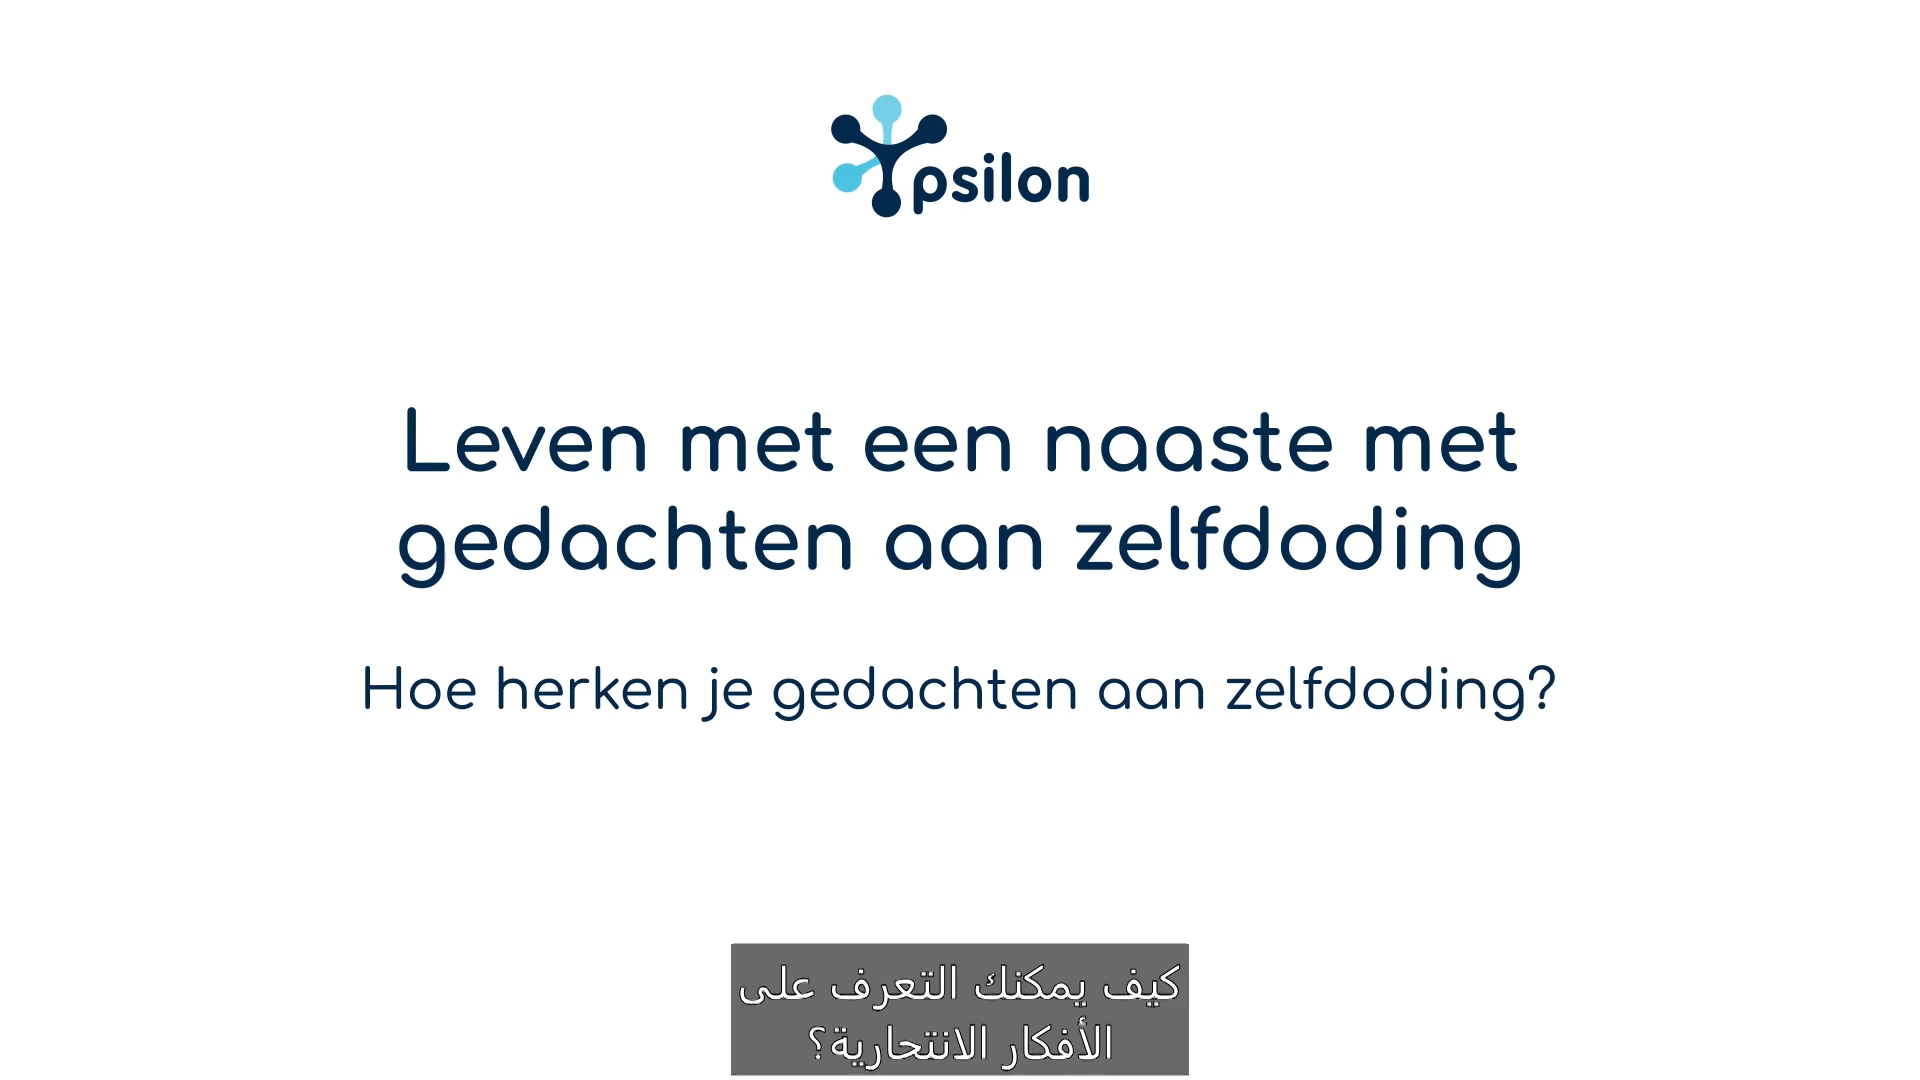 Ypsilon
Leven met een naaste met
gedachten aan zelfdoding
Hoe herken je gedachten aan zelfdoding?
كيف يمكنك التعرف على
الأفكار الانتحارية؟